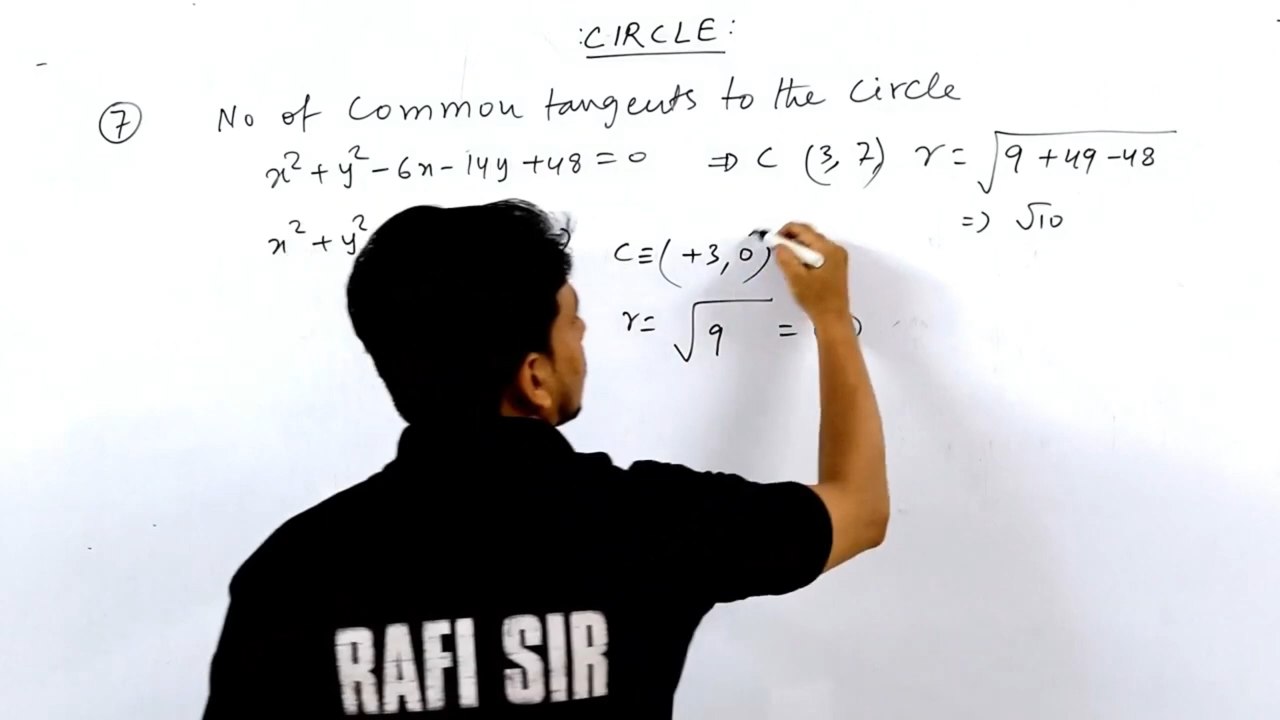 :CIRCLE:
⑦ No of common tangents to the circle
x²+y²-6x-14y+48=0 ⇒ C (3, 7) r=√9+49-48
⇒ √10
x²+y²
C≡(+3,0)
r= √9 =
RAFI SIR